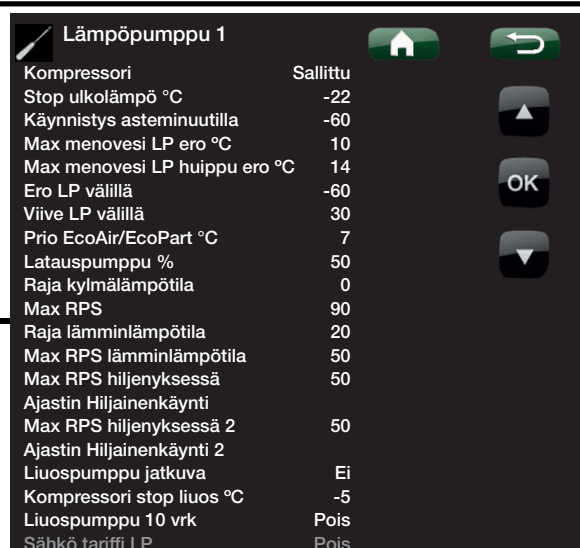 Lämpöpumppu 1
Kompressori Sallittu
Stop ulkolämpö °C -22
Käynnistys asteminuutilla -60
Max menovesi LP ero ºC 10
Max menovesi LP huippu ero ºC 14
Ero LP välillä -60
Viive LP välillä 30
Prio EcoAir/EcoPart °C 7
Latauspumppu % 50
Raja kylmälämpötila 0
Max RPS 90
Raja lämminlämpötila 20
Max RPS lämminlämpötila 50
Max RPS hiljenyksessä 50
Ajastin Hiljainenkäynti
Max RPS hiljenyksessä 2 50
Ajastin Hiljainenkäynti 2
Liuospumppu jatkuva Ei
Kompressori stop liuos ºC -5
Liuospumppu 10 vrk Pois
Sähkö tariffi LP Pois
OK